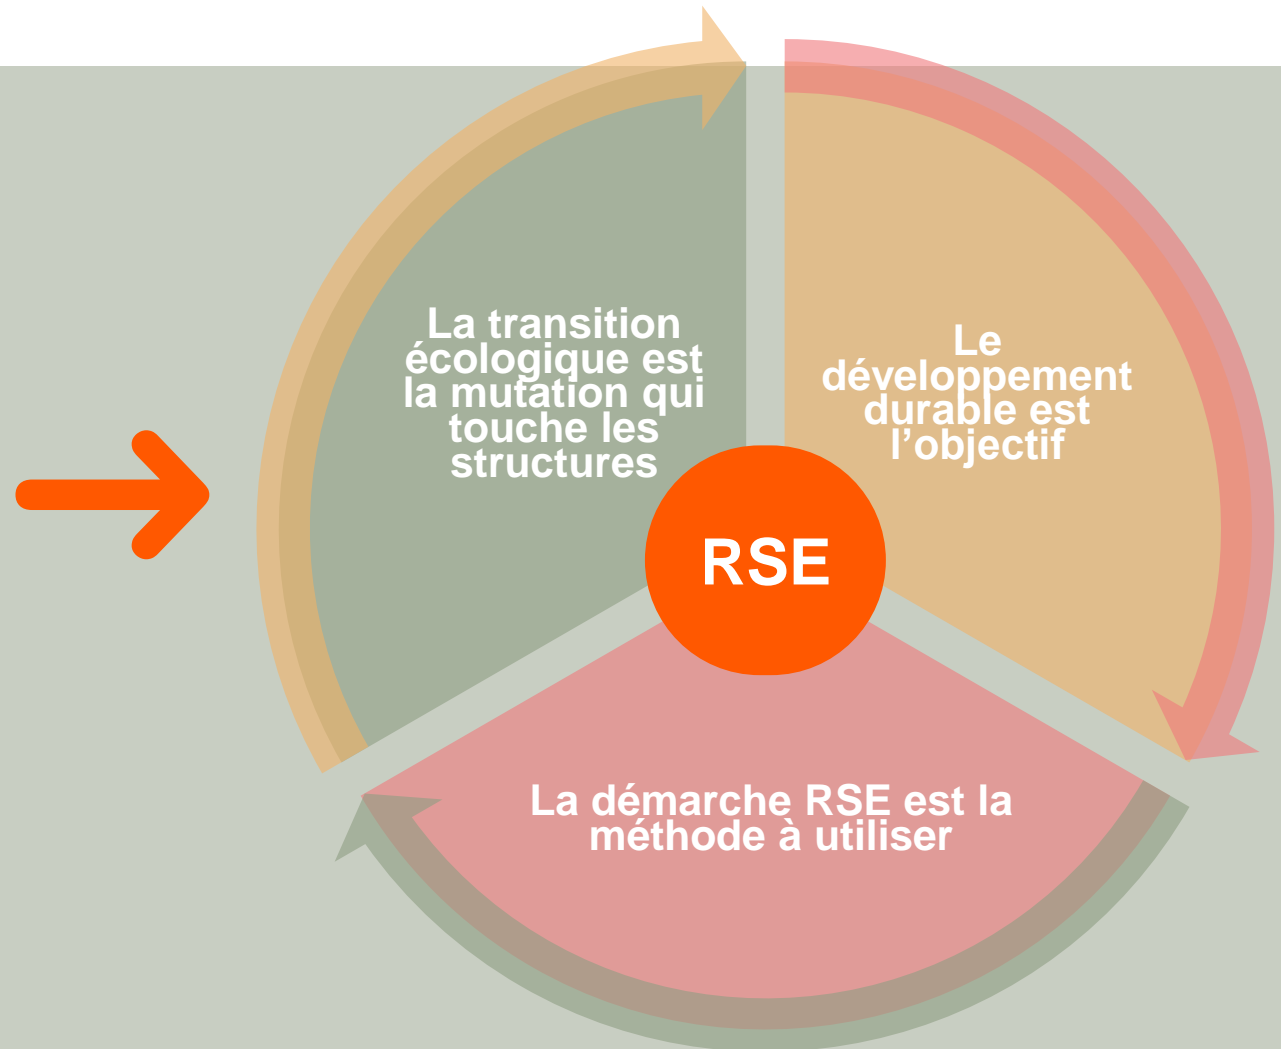 La transition
écologique est
la mutation qui
touche les
structures
Le
développement
durable est
l’objectif
RSE
La démarche RSE est la
méthode à utiliser